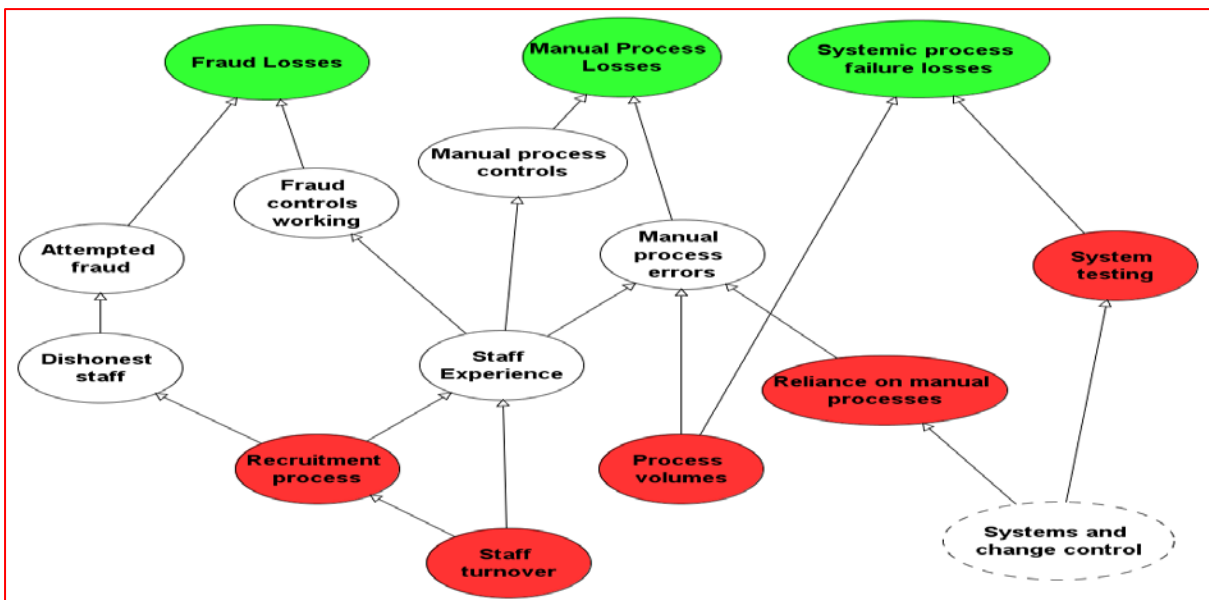 Fraud Losses
Manual Process
Losses
Systemic process
failure losses
Manual process
controls
Fraud
controls
working
Attempted
fraud
Manual
process
errors
System
testing
Dishonest
staff
Staff
Experience
Reliance on manual
processes
Recruitment
process
Process
volumes
Systems and
change control
Staff
turnover